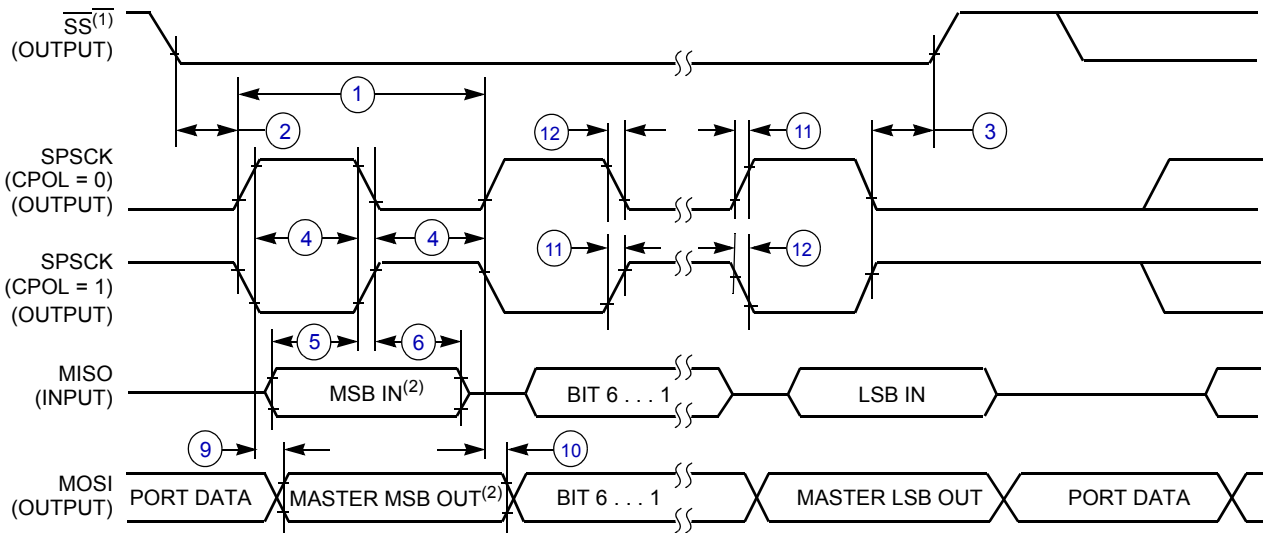 SS(1)
(OUTPUT)
1
2
12
11
3
SPSCK
(CPOL = 0)
(OUTPUT)
4
4
SPSCK
(CPOL = 1)
(OUTPUT)
11
12
5
6
MISO
(INPUT)
MSB IN(2)
BIT 6 . . . 1
LSB IN
9
10
MOSI
(OUTPUT)
PORT DATA
MASTER MSB OUT(2)
BIT 6 . . . 1
MASTER LSB OUT
PORT DATA